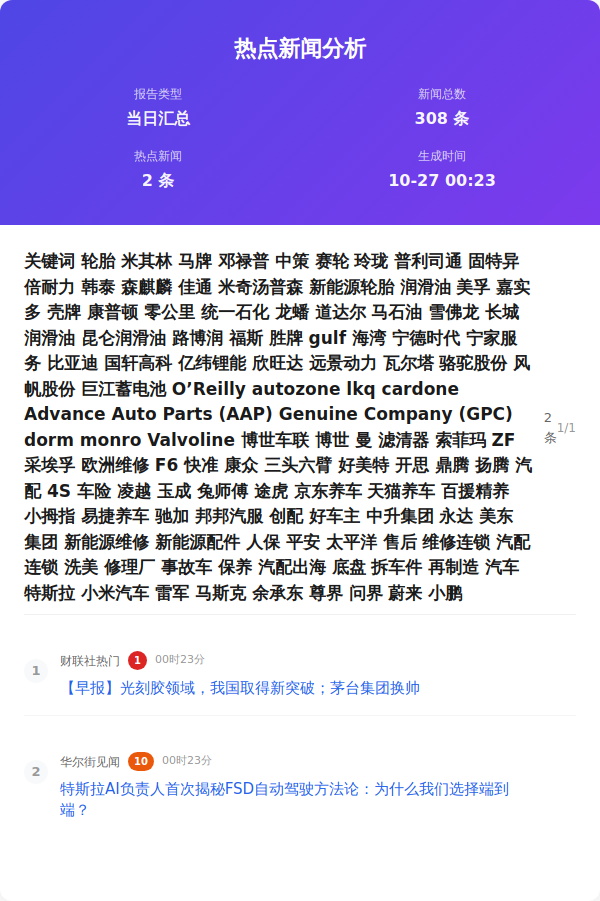 热点新闻分析
报告类型
新闻总数
当日汇总
308 条
热点新闻
生成时间
2 条
10-27 00:23
关键词 轮胎 米其林 马牌 邓禄普 中策 赛轮 玲珑 普利司通 固特异
倍耐力 韩泰 森麒麟 佳通 米奇汤普森 新能源轮胎 润滑油 美孚 嘉实
多 壳牌 康普顿 零公里 统一石化 龙蟠 道达尔 马石油 雪佛龙 长城
润滑油 昆仑润滑油 路博润 福斯 胜牌 gulf 海湾 宁德时代 宁家服
务 比亚迪 国轩高科 亿纬锂能 欣旺达 远景动力 瓦尔塔 骆驼股份 风
帆股份 巨江蓄电池 O’Reilly autozone lkq cardone
Advance Auto Parts (AAP) Genuine Company (GPC)
dorm monro Valvoline 博世车联 博世 曼 滤清器 索菲玛 ZF
采埃孚 欧洲维修 F6 快准 康众 三头六臂 好美特 开思 鼎腾 扬腾 汽
配 4S 车险 凌越 玉成 兔师傅 途虎 京东养车 天猫养车 百援精养
小拇指 易捷养车 驰加 邦邦汽服 创配 好车主 中升集团 永达 美东
集团 新能源维修 新能源配件 人保 平安 太平洋 售后 维修连锁 汽配
连锁 洗美 修理厂 事故车 保养 汽配出海 底盘 拆车件 再制造 汽车
特斯拉 小米汽车 雷军 马斯克 余承东 尊界 问界 蔚来 小鹏
2
条
1/1
1
财联社热门 1 00时23分
【早报】光刻胶领域，我国取得新突破；茅台集团换帅
2
华尔街见闻 10 00时23分
特斯拉AI负责人首次揭秘FSD自动驾驶方法论：为什么我们选择端到
端？